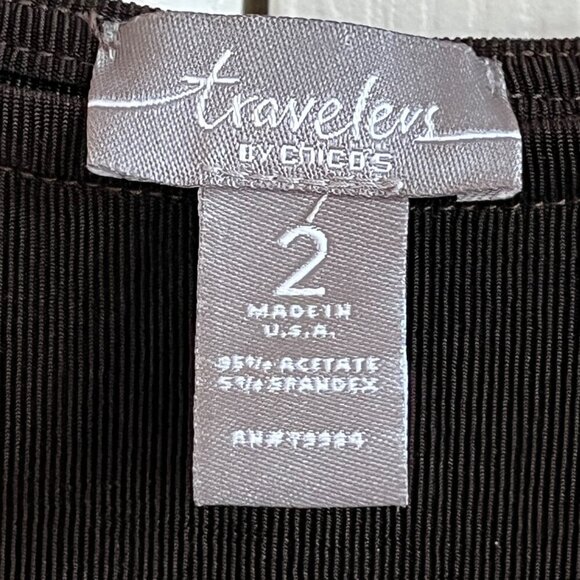 travelers
BY CHICO'S
2
MADE IN
U.S.A.
95% ACETATE
5% SPANDEX